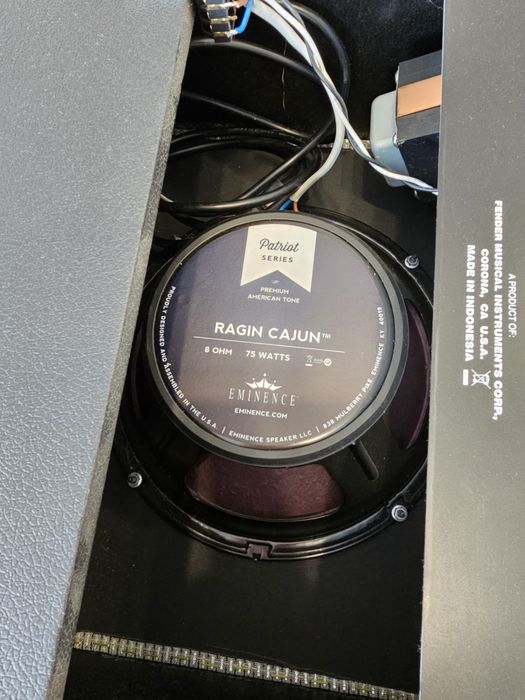 Patriot
SERIES
PREMIUM
AMERICAN TONE
RAGIN CAJUN™
8 OHM 75 WATTS
EMINENCE
EMINENCE.COM
PROUDLY DESIGNED AND ASSEMBLED IN THE U.S.A. | EMINENCE SPEAKER LLC | 838 MULBERRY PIKE EMINENCE KY 40019
A PRODUCT OF:
FENDER MUSICAL INSTRUMENTS CORP.,
CORONA, CA U.S.A.
MADE IN INDONESIA